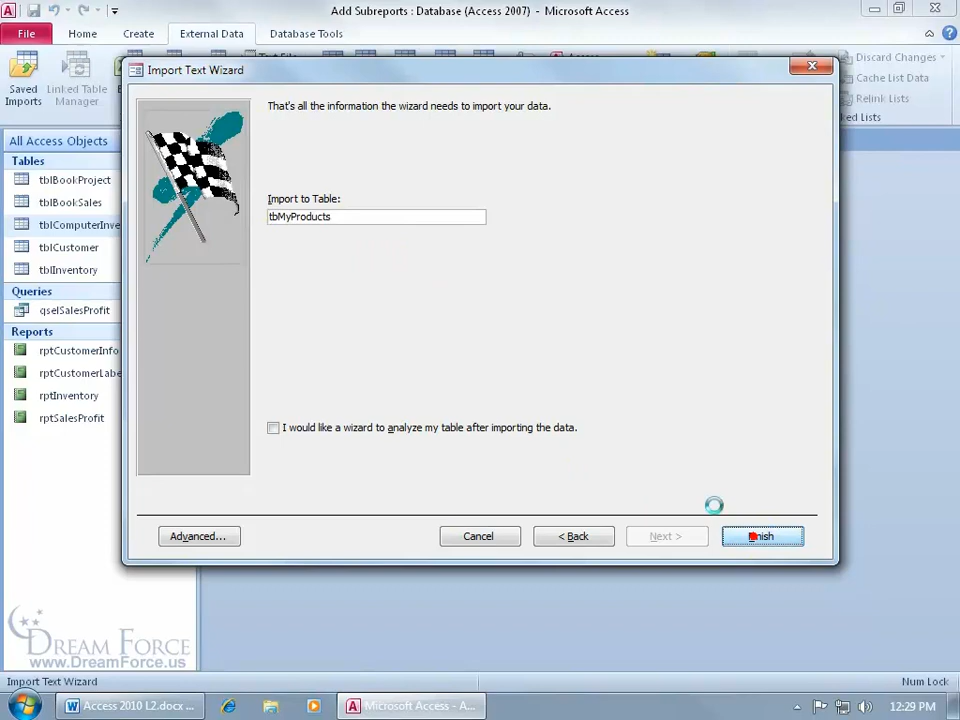 Add Subreports : Database (Access 2007) - Microsoft Access
File Home Create External Data Database Tools
Saved Imports
Linked Table Manager
Discard Changes
Cache List Data
Relink Lists
Import Text Wizard
All Access Objects
Tables
tblBookProject
tblBookSales
tblComputerInve
tblCustomer
tblInventory
Queries
qselSalesProfit
Reports
rptCustomerInfo
rptCustomerLabe
rptInventory
rptSalesProfit
That's all the information the wizard needs to import your data.
Import to Table:
tbMyProducts
I would like a wizard to analyze my table after importing the data.
Advanced... Cancel < Back Next >
DREAM FORCE
www.DreamForce.us
Import Text Wizard Num Lock
Access 2010 L2.docx ... Microsoft Access - A... 12:29 PM